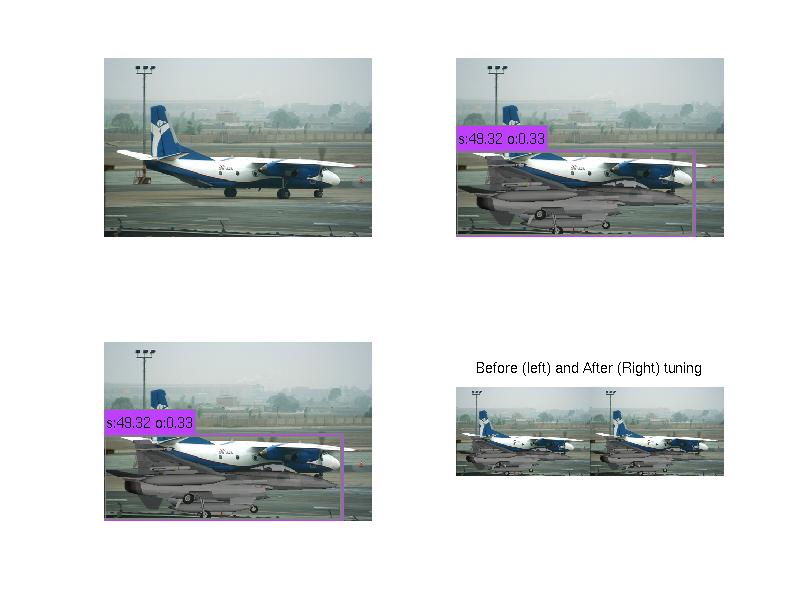 s:49.32 o:0.33
s:49.32 o:0.33
Before (left) and After (Right) tuning